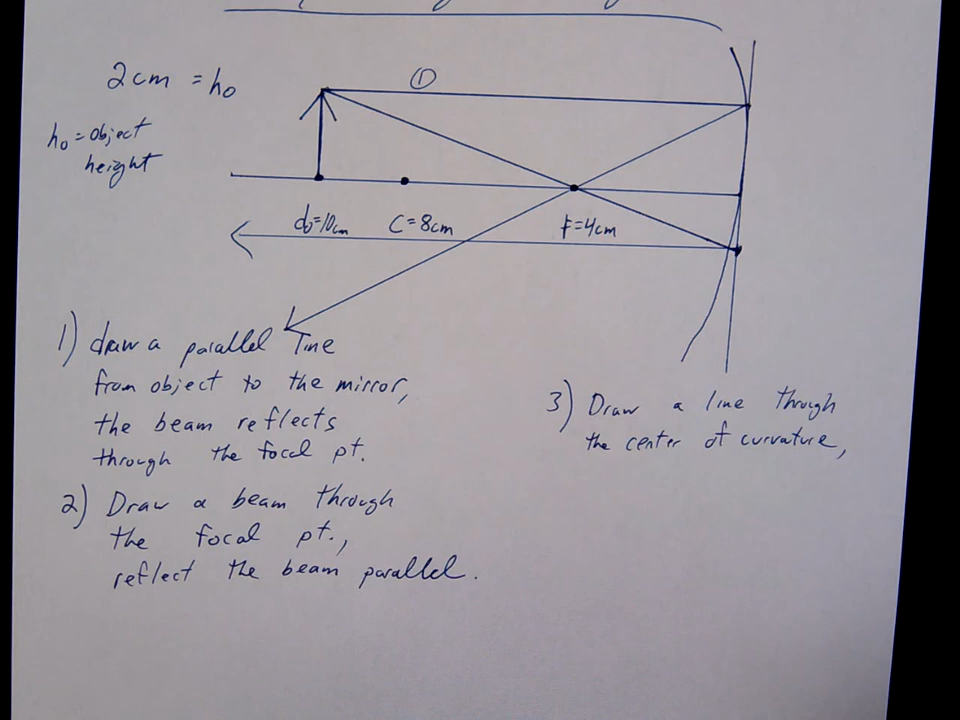 2cm = ho
ho = object
height
①
do=10cm C=8cm F=4cm
1) draw a parallel line
from object to the mirror,
the beam reflects
through the focal pt.
2) Draw a beam through
the focal pt.,
reflect the beam parallel.
3) Draw a line through
the center of curvature,